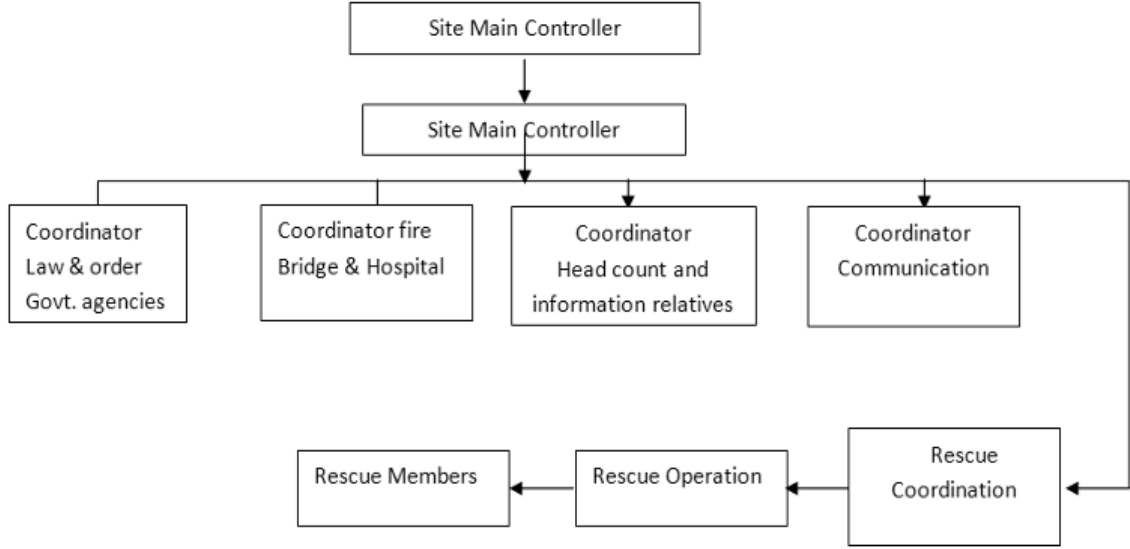 Site Main Controller
Site Main Controller
Coordinator
Law & order
Govt. agencies
Coordinator fire
Bridge & Hospital
Coordinator
Head count and
information relatives
Coordinator
Communication
Rescue Members
Rescue Operation
Rescue
Coordination